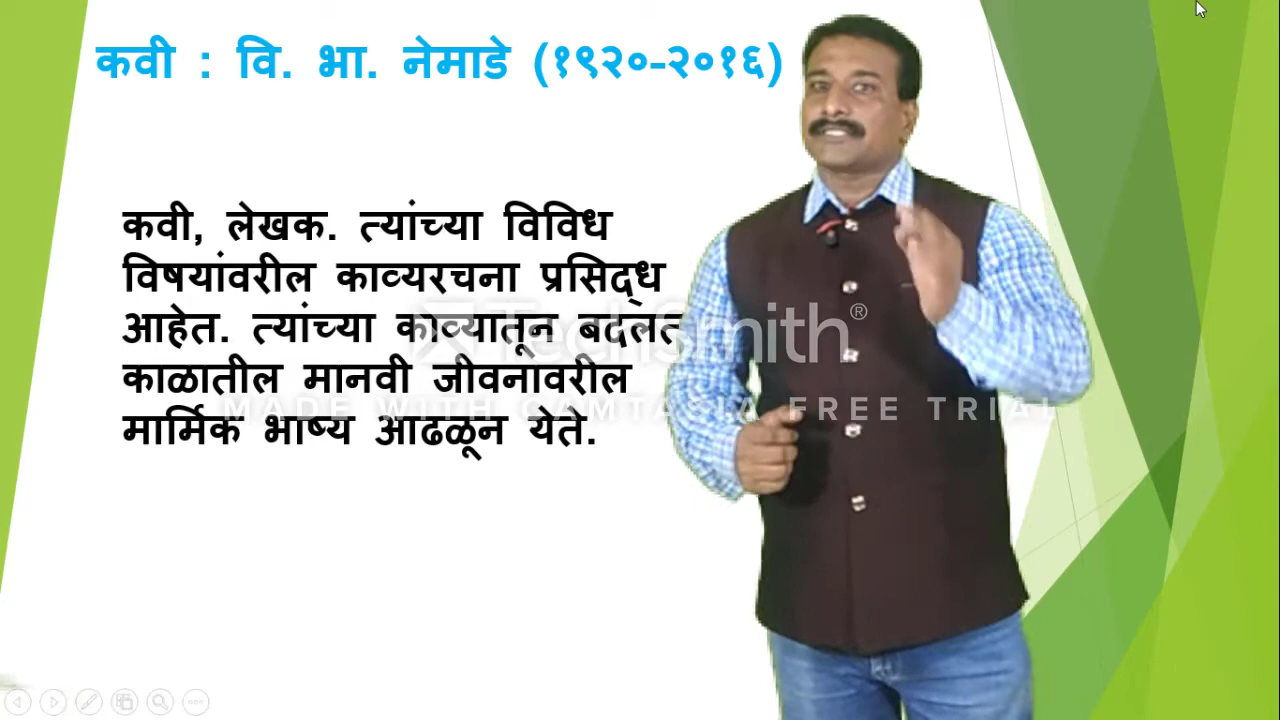 कवी : वि. भा. नेमाडे (१९२०-२०१६)
कवी, लेखक. त्यांच्या विविध
विषयांवरील काव्यरचना प्रसिद्ध
आहेत. त्यांच्या काव्यातून बदलत
काळातील मानवी जीवनावरील
मार्मिक भाष्य आढळून येते.
TechSmith®
MADE WITH CAMTASIA FREE TRIAL